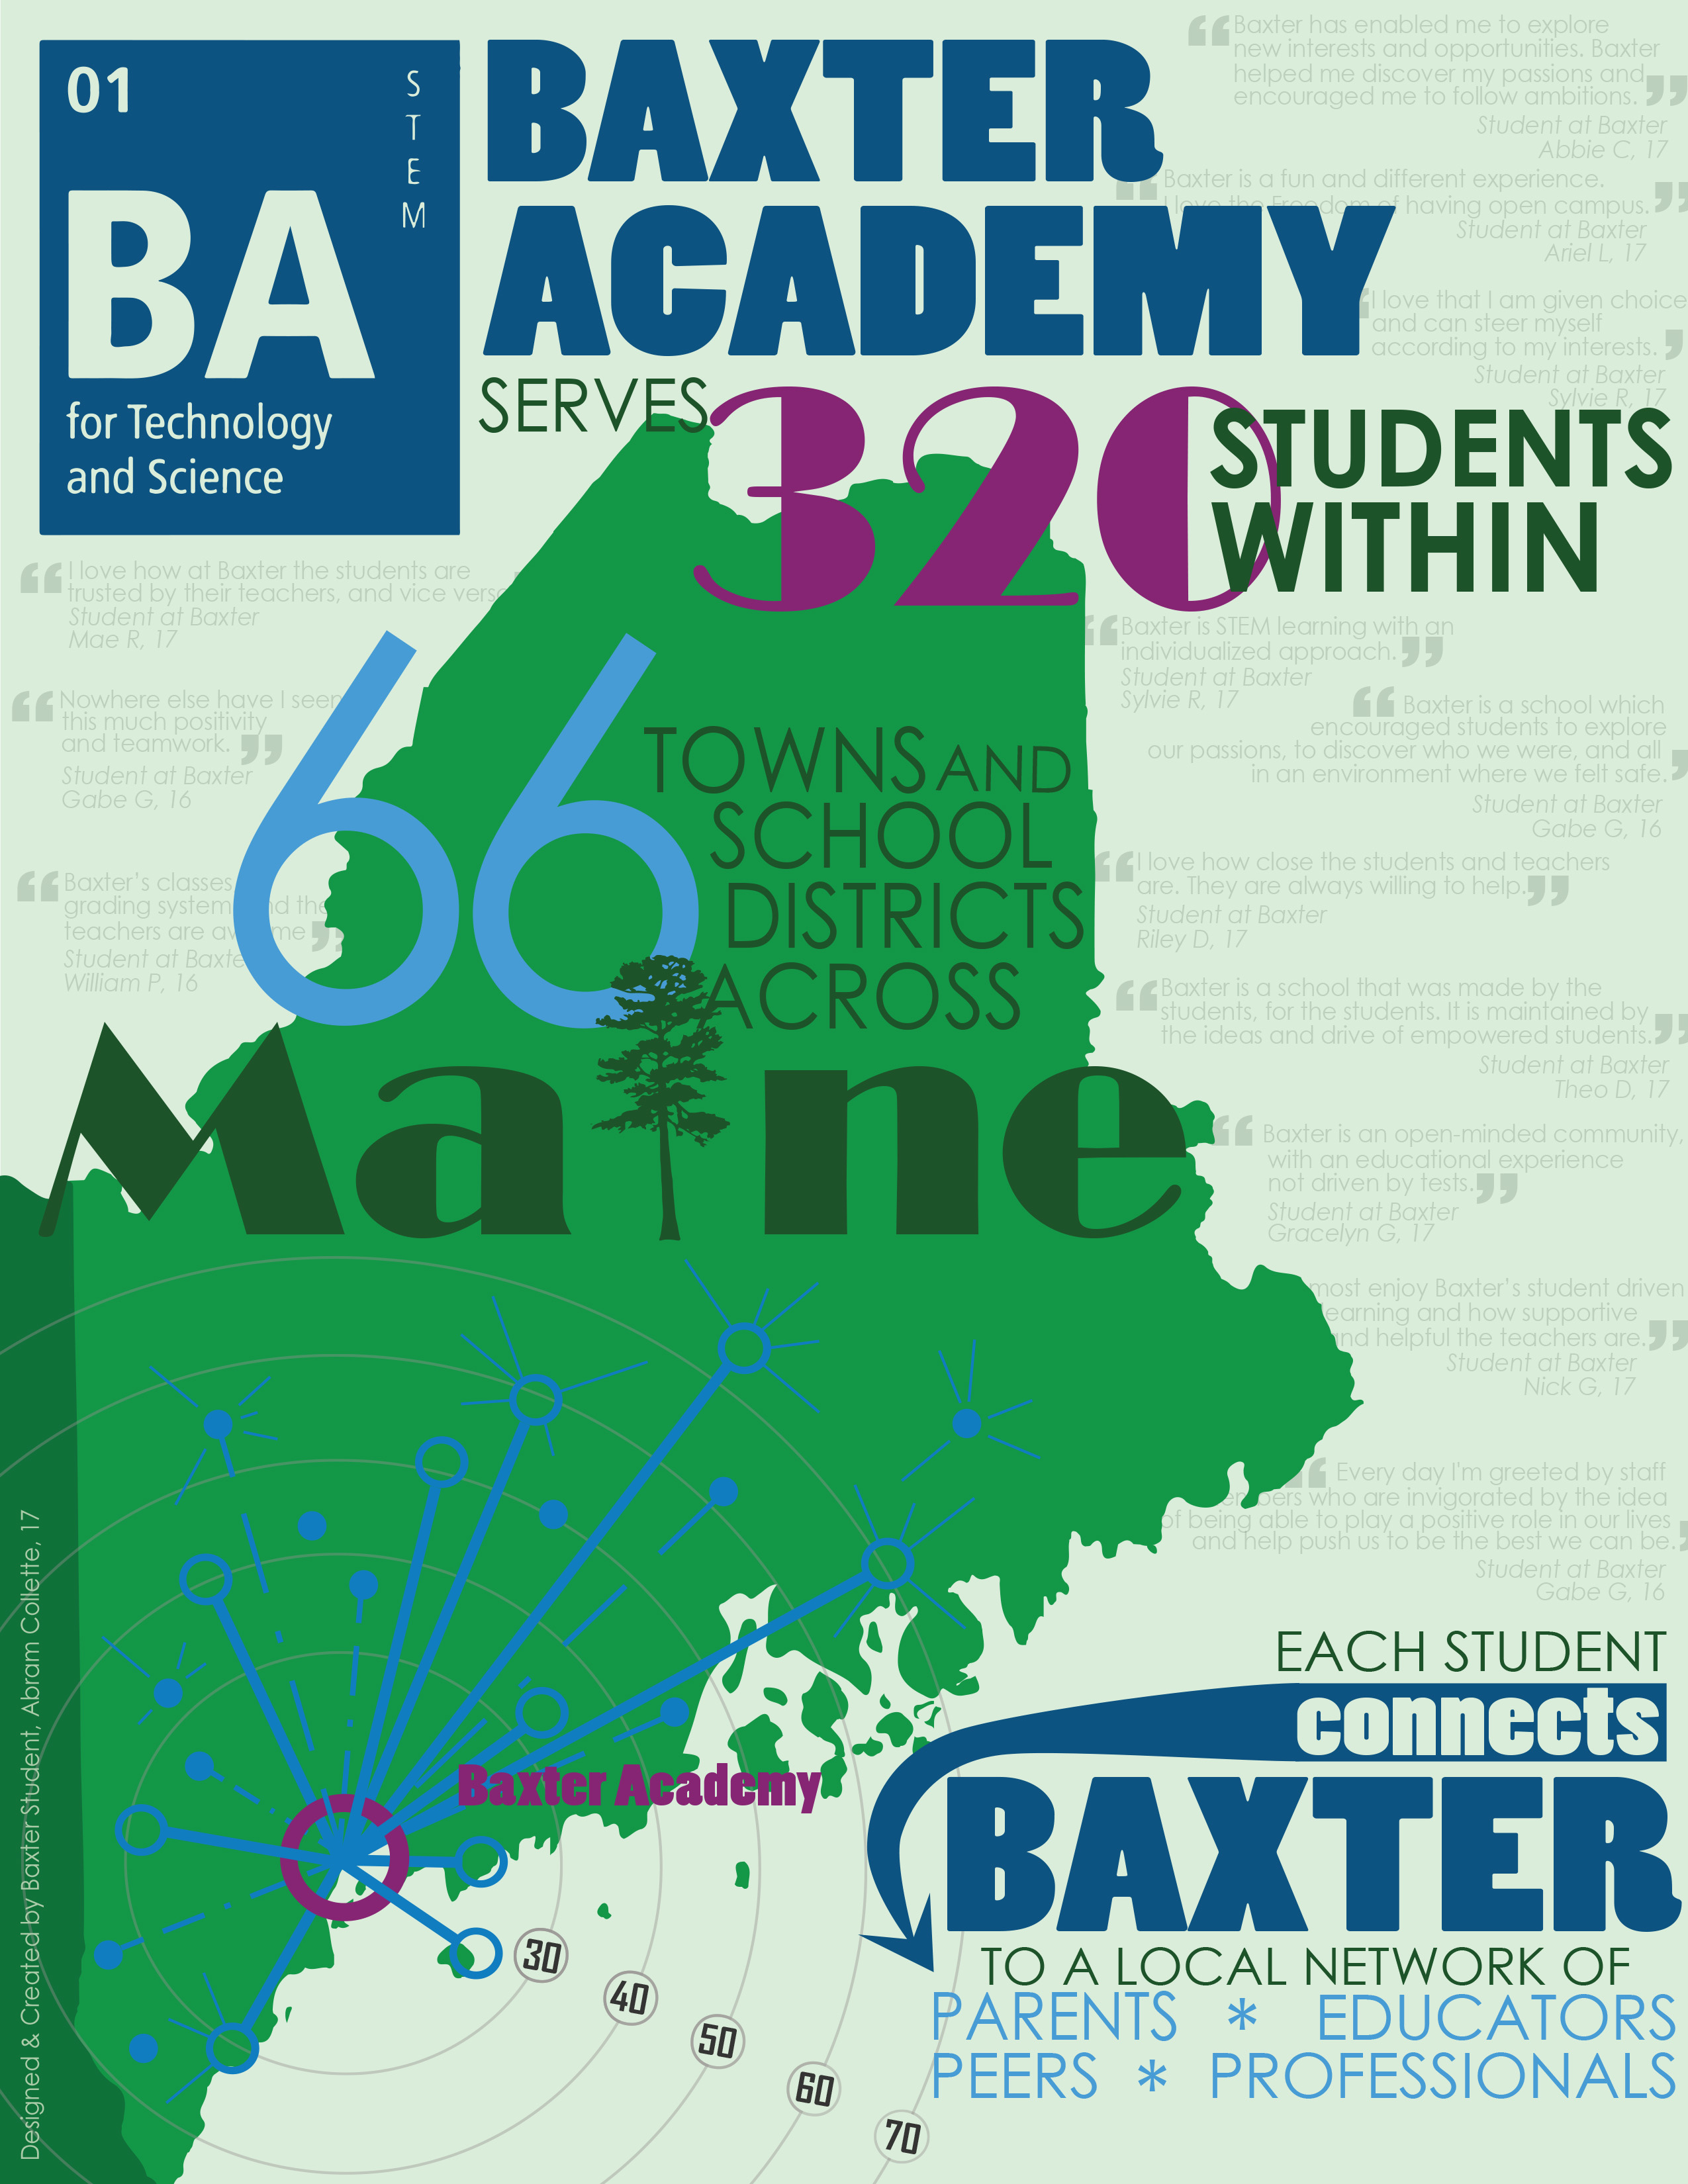 01
STEM
BA
for Technology
and Science
BAXTER
ACADEMY
SERVES
320
STUDENTS
WITHIN
66
TOWNS AND
SCHOOL
DISTRICTS
ACROSS
Maine
“Baxter has enabled me to explore
new interests and opportunities. Baxter
helped me discover my passions and
encouraged me to follow ambitions.”
Student at Baxter
Abbie C, 17
“Baxter is a fun and different experience.
I love the Freedom of having open campus.”
Student at Baxter
Ariel L, 17
I love that I am given choice
and can steer myself
according to my interests.
Student at Baxter
Sylvie R, 17
“I love how at Baxter the students are
trusted by their teachers, and vice versa
Student at Baxter
Mae R, 17
“Nowhere else have I seen
this much positivity
and teamwork.”
Student at Baxter
Gabe G, 16
“Baxter’s classes
grading system
teachers are
Student at Baxter
William P, 16
“Baxter is STEM learning with an
individualized approach.”
Student at Baxter
Sylvie R, 17
“Baxter is a school which
encouraged students to explore
our passions, to discover who we were, and all
in an environment where we felt safe.
Student at Baxter
Gabe G, 16
“I love how close the students and teachers
are. They are always willing to help.”
Student at Baxter
Riley D, 17
“Baxter is a school that was made by the
students, for the students. It is maintained by
the ideas and drive of empowered students.”
Student at Baxter
Theo D, 17
“Baxter is an open-minded community,
with an educational experience
not driven by tests.”
Student at Baxter
Gracelyn G, 17
most enjoy Baxter’s student driven
learning and how supportive
and helpful the teachers are.”
Student at Baxter
Nick G, 17
“Every day I'm greeted by staff
who are invigorated by the idea
of being able to play a positive role in our lives
and help push us to be the best we can be.
Student at Baxter
Gabe G, 16
Baxter Academy
30
40
50
60
70
EACH STUDENT
connects
BAXTER
TO A LOCAL NETWORK OF
PARENTS * EDUCATORS
PEERS * PROFESSIONALS
Designed & Created by Baxter Student, Abram Collette, 17